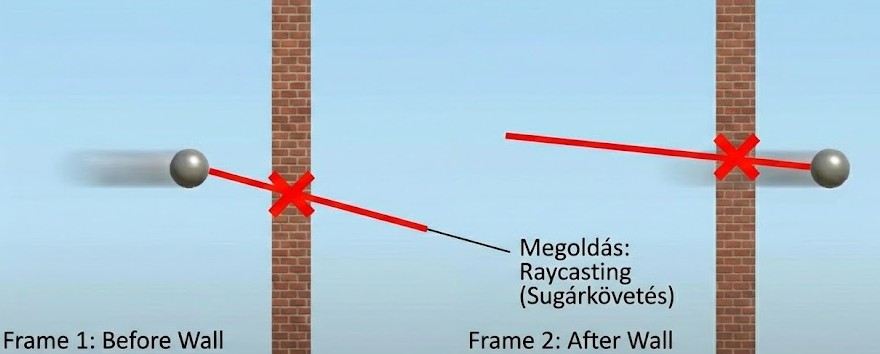 Megoldás:
Raycasting
(Sugárkövetés)
Frame 1: Before Wall
Frame 2: After Wall